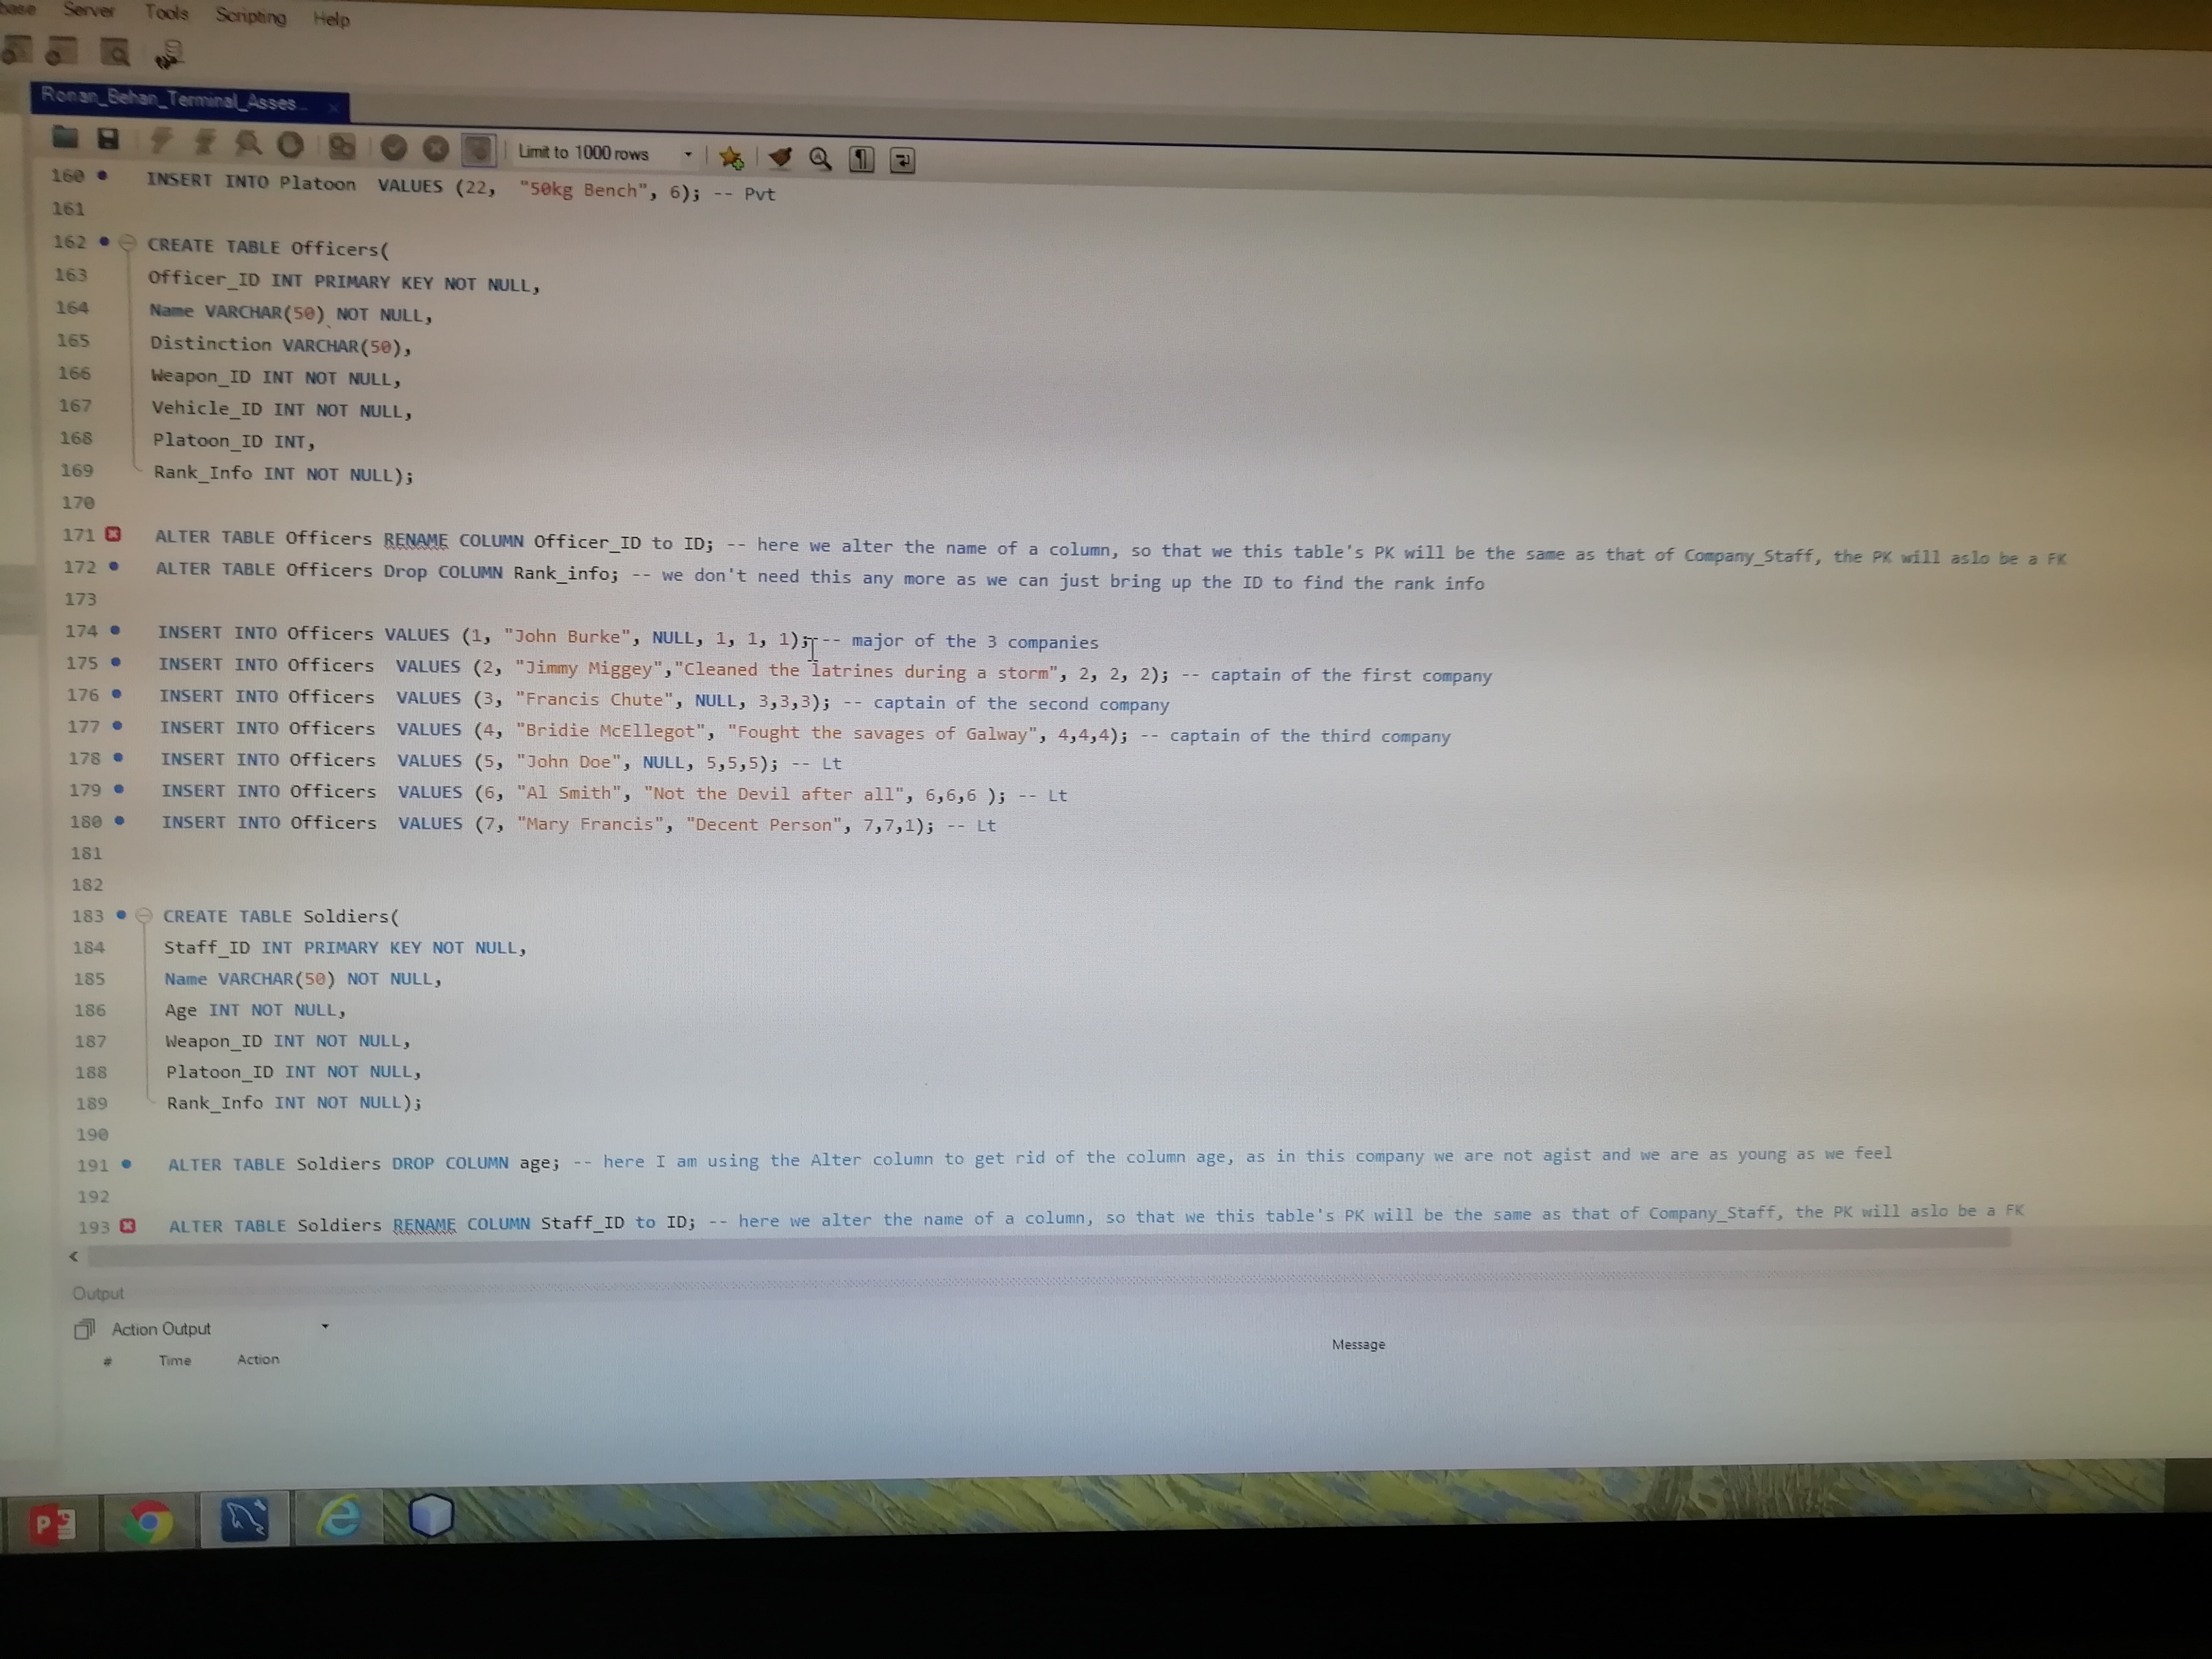 Server Tools Scripting Help
Ronan_Behan_Terminal_Asses...
Limit to 1000 rows
160 INSERT INTO Platoon VALUES (22, "50kg Bench", 6); -- Pvt
161
162 CREATE TABLE Officers(
163 Officer_ID INT PRIMARY KEY NOT NULL,
164 Name VARCHAR(50) NOT NULL,
165 Distinction VARCHAR(50),
166 Weapon_ID INT NOT NULL,
167 Vehicle_ID INT NOT NULL,
168 Platoon_ID INT,
169 Rank_Info INT NOT NULL);
170
171 ALTER TABLE Officers RENAME COLUMN Officer_ID to ID; -- here we alter the name of a column, so that we this table's PK will be the same as that of Company_Staff, the PK will aslo be a FK
172 ALTER TABLE Officers Drop COLUMN Rank_info; -- we don't need this any more as we can just bring up the ID to find the rank info
173
174 INSERT INTO Officers VALUES (1, "John Burke", NULL, 1, 1, 1); -- major of the 3 companies
175 INSERT INTO Officers VALUES (2, "Jimmy Miggey","Cleaned the latrines during a storm", 2, 2, 2); -- captain of the first company
176 INSERT INTO Officers VALUES (3, "Francis Chute", NULL, 3,3,3); -- captain of the second company
177 INSERT INTO Officers VALUES (4, "Bridie McEllegot", "Fought the savages of Galway", 4,4,4); -- captain of the third company
178 INSERT INTO Officers VALUES (5, "John Doe", NULL, 5,5,5); -- Lt
179 INSERT INTO Officers VALUES (6, "Al Smith", "Not the Devil after all", 6,6,6 ); -- Lt
180 INSERT INTO Officers VALUES (7, "Mary Francis", "Decent Person", 7,7,1); -- Lt
181
182
183 CREATE TABLE Soldiers(
184 Staff_ID INT PRIMARY KEY NOT NULL,
185 Name VARCHAR(50) NOT NULL,
186 Age INT NOT NULL,
187 Weapon_ID INT NOT NULL,
188 Platoon_ID INT NOT NULL,
189 Rank_Info INT NOT NULL);
190
191 ALTER TABLE Soldiers DROP COLUMN age; -- here I am using the Alter column to get rid of the column age, as in this company we are not agist and we are as young as we feel
192
193 ALTER TABLE Soldiers RENAME COLUMN Staff_ID to ID; -- here we alter the name of a column, so that we this table's PK will be the same as that of Company_Staff, the PK will aslo be a FK
Output
Action Output
# Time Action Message